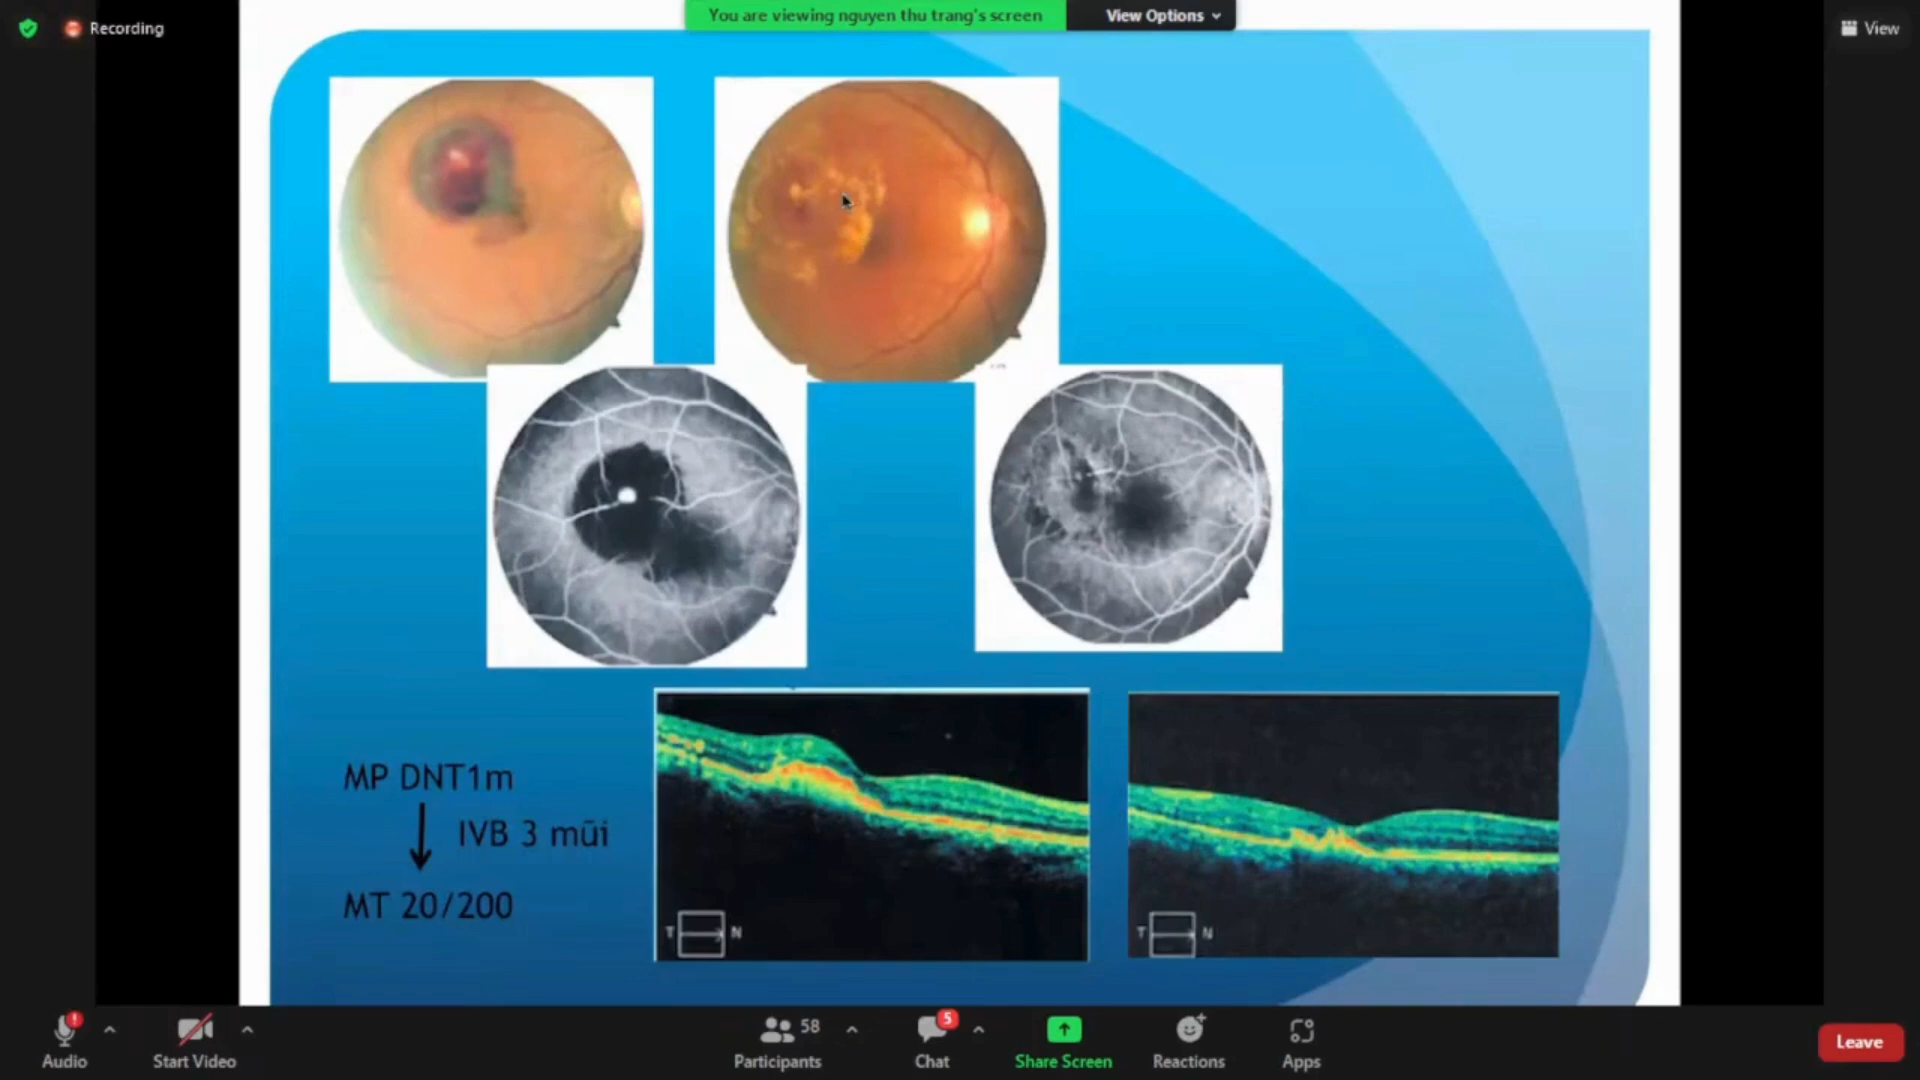 You are viewing nguyen thu trang's screen
View Options
Recording
View
MP DNT1m
IVB 3 mũi
MT 20/200
T N
T N
Audio
Start Video
58
Participants
5
Chat
Share Screen
Reactions
Apps
Leave